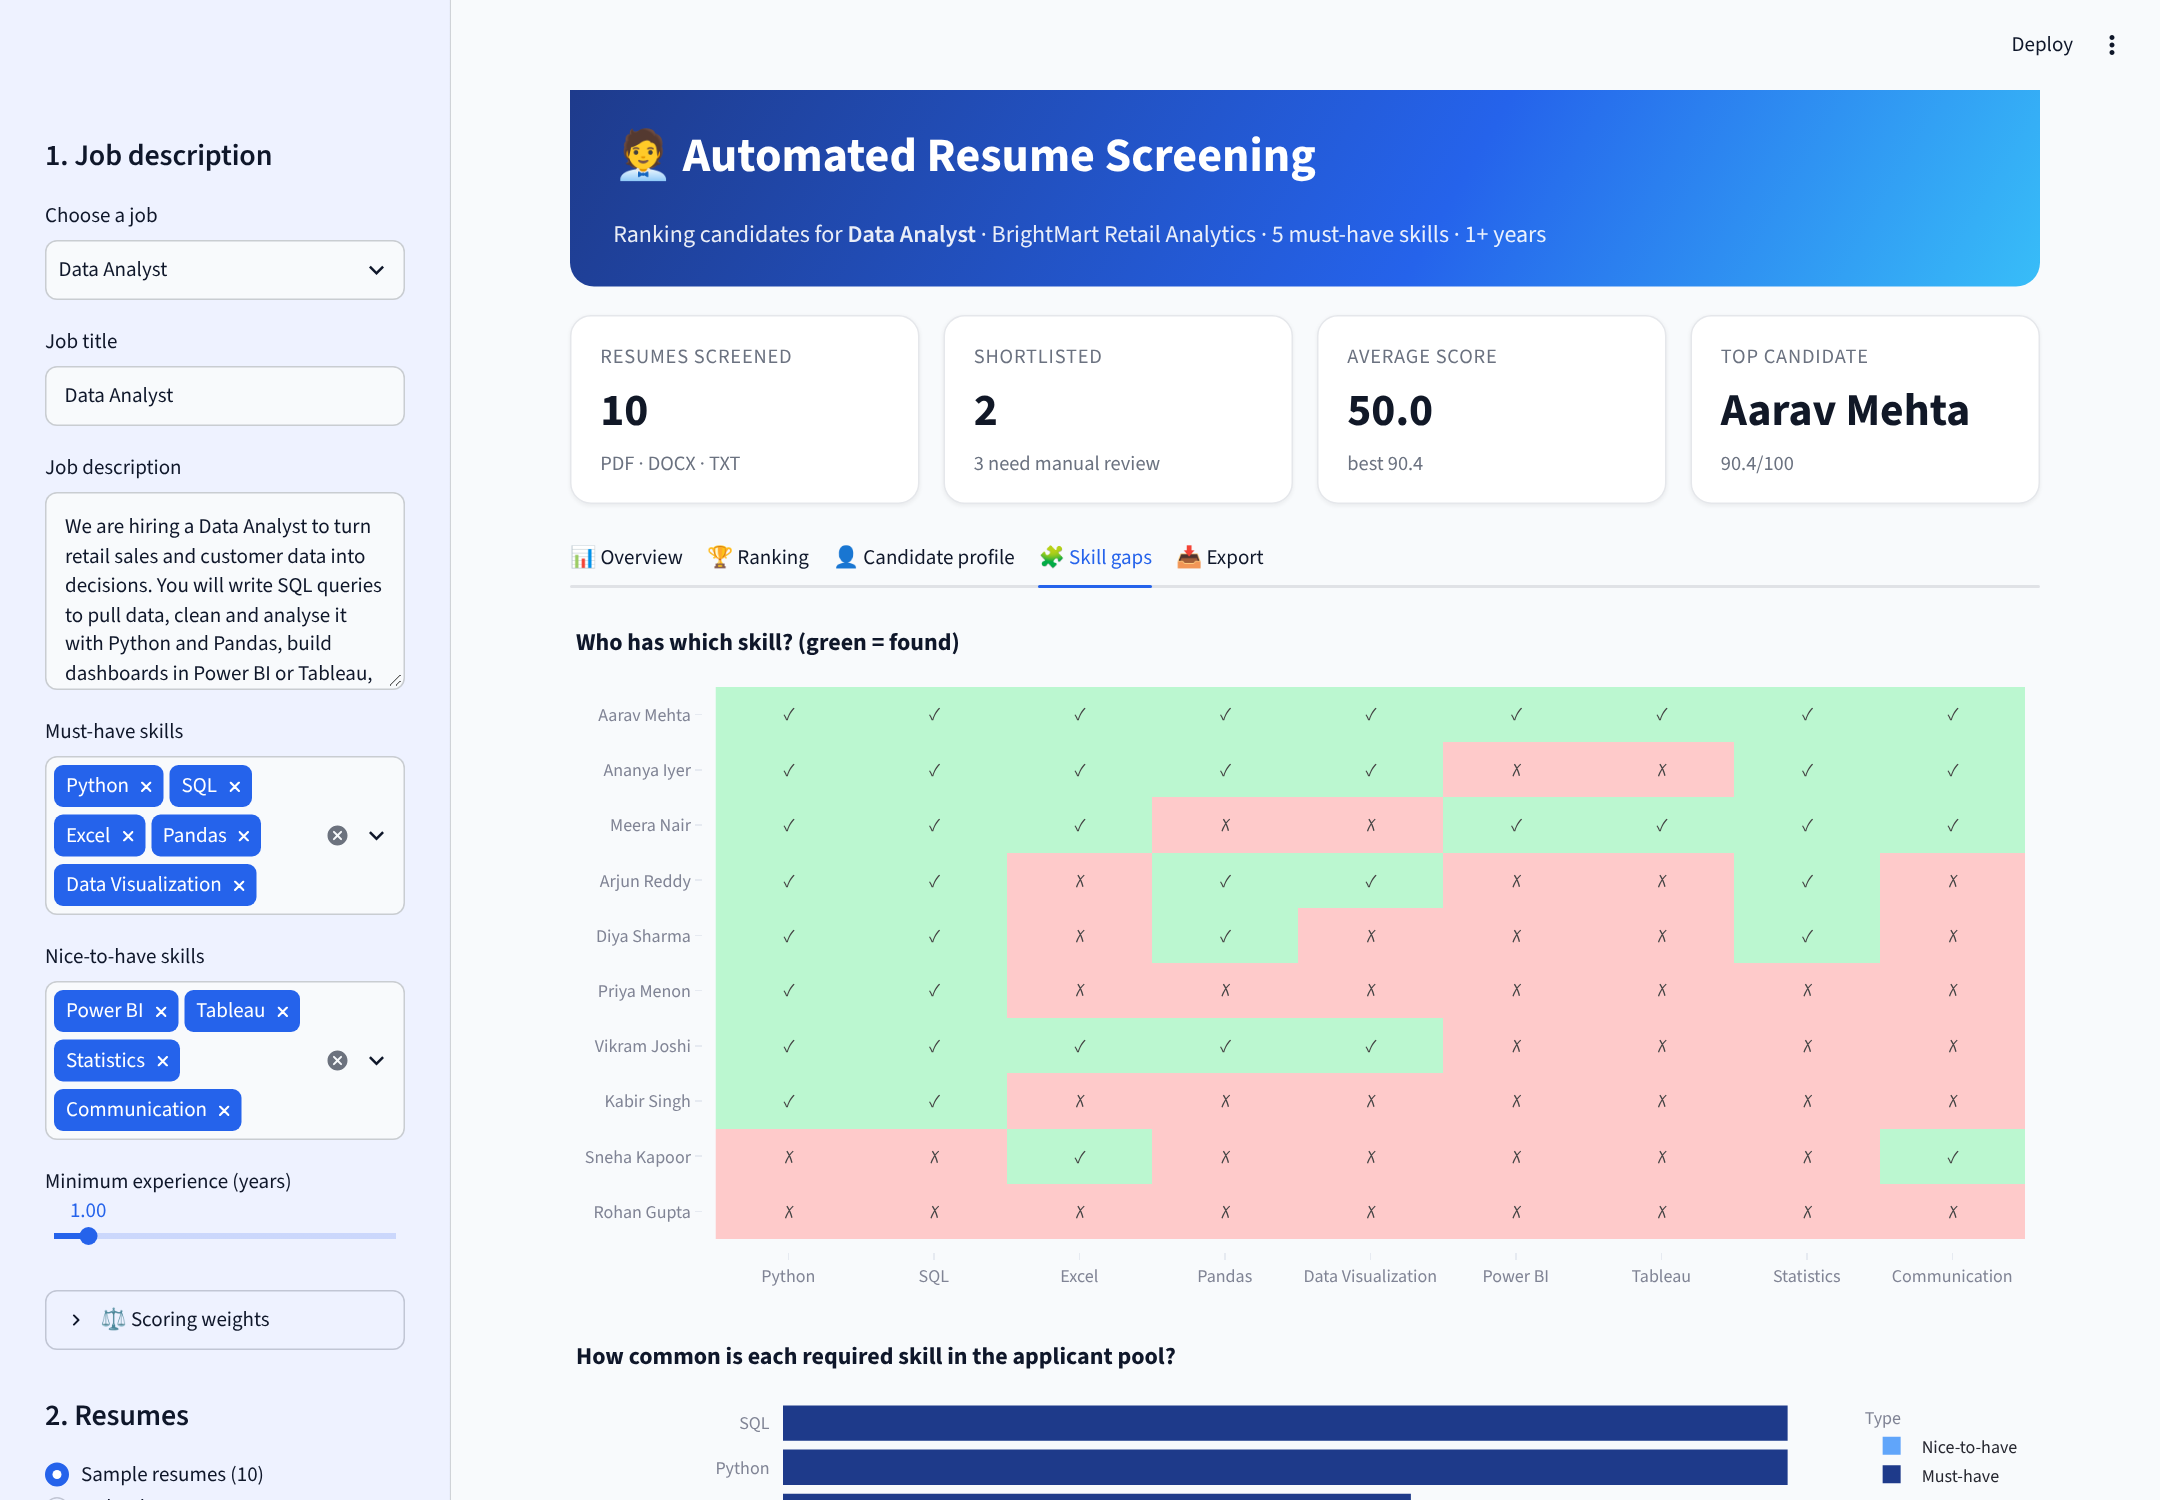 Deploy
1. Job description
Choose a job
Data Analyst
Job title
Data Analyst
Job description
We are hiring a Data Analyst to turn
retail sales and customer data into
decisions. You will write SQL queries
to pull data, clean and analyse it
with Python and Pandas, build
dashboards in Power BI or Tableau,
Must-have skills
Python × SQL ×
Excel × Pandas ×
Data Visualization ×
Nice-to-have skills
Power BI × Tableau ×
Statistics ×
Communication ×
Minimum experience (years)
1.00
⚖️ Scoring weights
2. Resumes
Sample resumes (10)
Automated Resume Screening
Ranking candidates for Data Analyst · BrightMart Retail Analytics · 5 must-have skills · 1+ years
RESUMES SCREENED
10
PDF · DOCX · TXT
SHORTLISTED
2
3 need manual review
AVERAGE SCORE
50.0
best 90.4
TOP CANDIDATE
Aarav Mehta
90.4/100
📊 Overview 🏆 Ranking 👤 Candidate profile 🧩 Skill gaps 📥 Export
Who has which skill? (green = found)
Aarav Mehta ✓ ✓ ✓ ✓ ✓ ✓ ✓ ✓ ✓
Ananya Iyer ✓ ✓ ✓ ✓ ✓ ✗ ✗ ✓ ✓
Meera Nair ✓ ✓ ✓ ✗ ✗ ✓ ✓ ✓ ✓
Arjun Reddy ✓ ✓ ✗ ✓ ✓ ✗ ✗ ✓ ✗
Diya Sharma ✓ ✓ ✗ ✓ ✗ ✗ ✗ ✓ ✗
Priya Menon ✓ ✓ ✗ ✗ ✗ ✗ ✗ ✗ ✗
Vikram Joshi ✓ ✓ ✓ ✓ ✓ ✗ ✗ ✗ ✗
Kabir Singh ✓ ✓ ✗ ✗ ✗ ✗ ✗ ✗ ✗
Sneha Kapoor ✗ ✗ ✓ ✗ ✗ ✗ ✗ ✗ ✓
Rohan Gupta ✗ ✗ ✗ ✗ ✗ ✗ ✗ ✗ ✗
Python SQL Excel Pandas Data Visualization Power BI Tableau Statistics Communication
How common is each required skill in the applicant pool?
SQL
Python
Type
Nice-to-have
Must-have